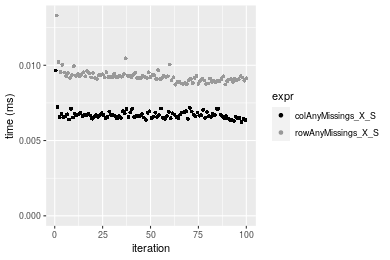 0.010
0.005
0.000
time (ms)
0
25
50
75
100
iteration
expr
colAnyMissings_X_S
rowAnyMissings_X_S